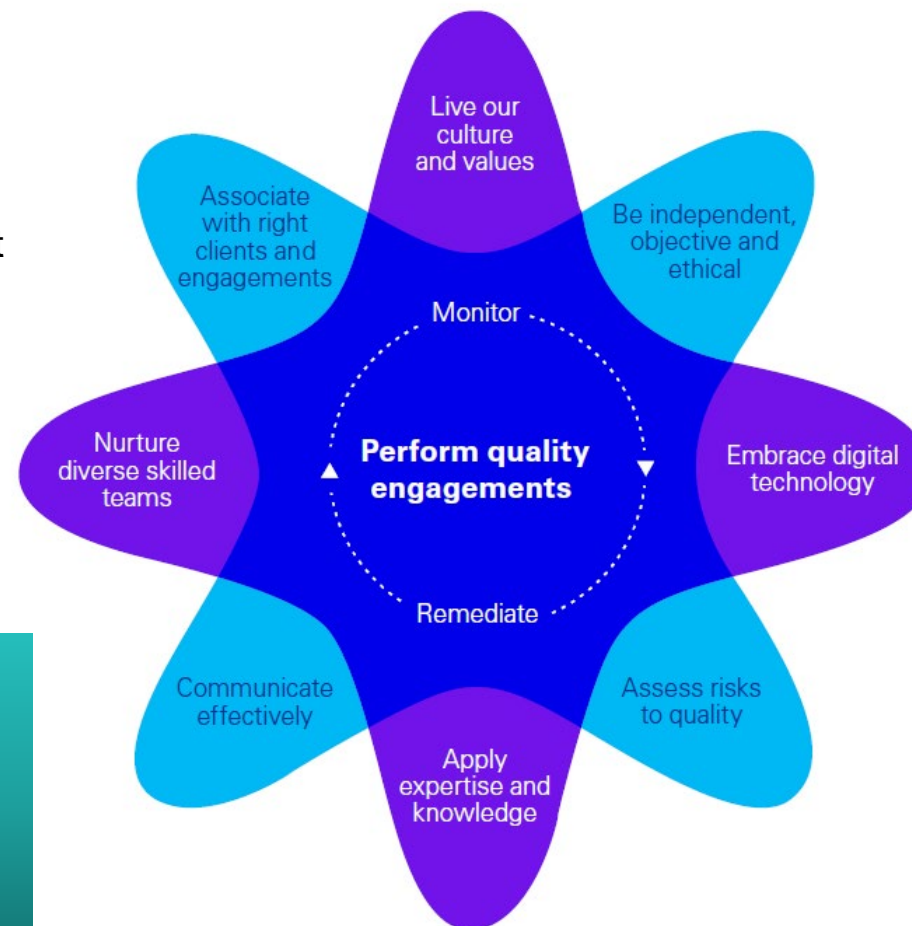 Live our
culture
and values
Associate
with right
clients and
engagements
Be independent,
objective and
ethical
Monitor
Nurture
diverse skilled
teams
Perform quality
engagements
Embrace digital
technology
Remediate
Communicate
effectively
Assess risks
to quality
Apply
expertise and
knowledge